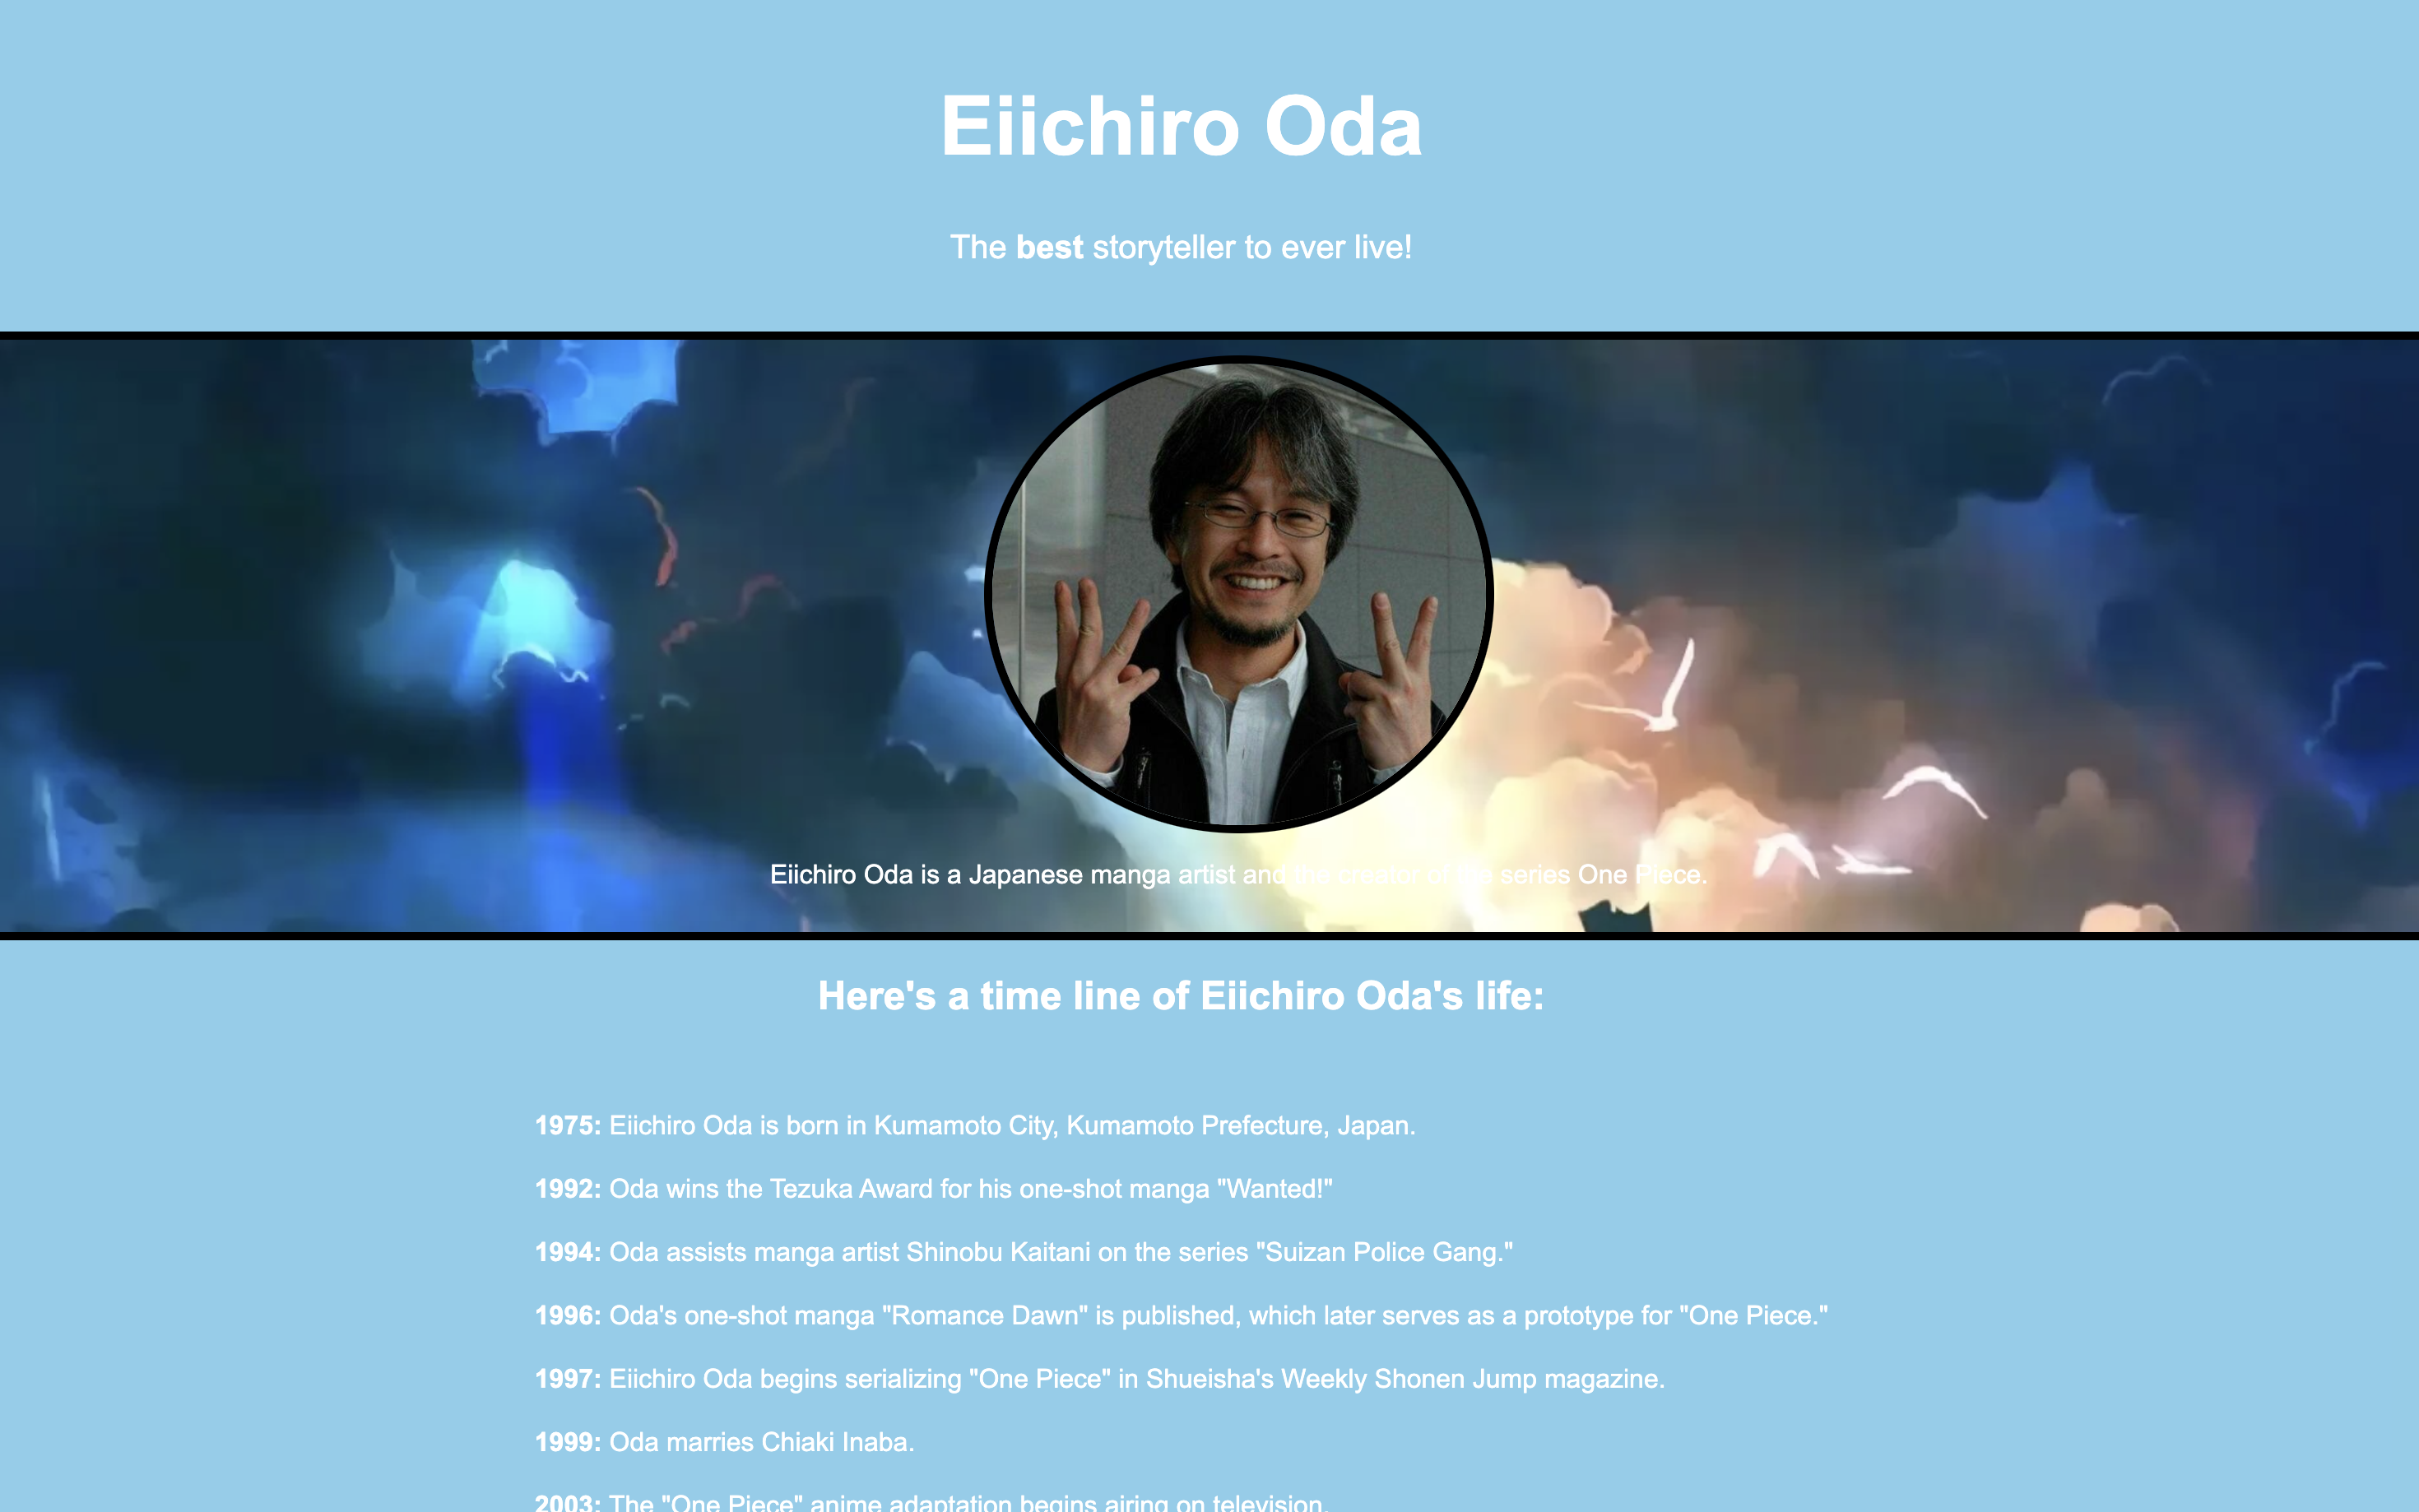 Eiichiro Oda
The best storyteller to ever live!
Eiichiro Oda is a Japanese manga artist and the creator of the series One Piece.
Here's a time line of Eiichiro Oda's life:
1975: Eiichiro Oda is born in Kumamoto City, Kumamoto Prefecture, Japan.
1992: Oda wins the Tezuka Award for his one-shot manga "Wanted!"
1994: Oda assists manga artist Shinobu Kaitani on the series "Suizan Police Gang."
1996: Oda's one-shot manga "Romance Dawn" is published, which later serves as a prototype for "One Piece."
1997: Eiichiro Oda begins serializing "One Piece" in Shueisha's Weekly Shonen Jump magazine.
1999: Oda marries Chiaki Inaba.
2003: The "One Piece" anime adaptation begins airing on television.